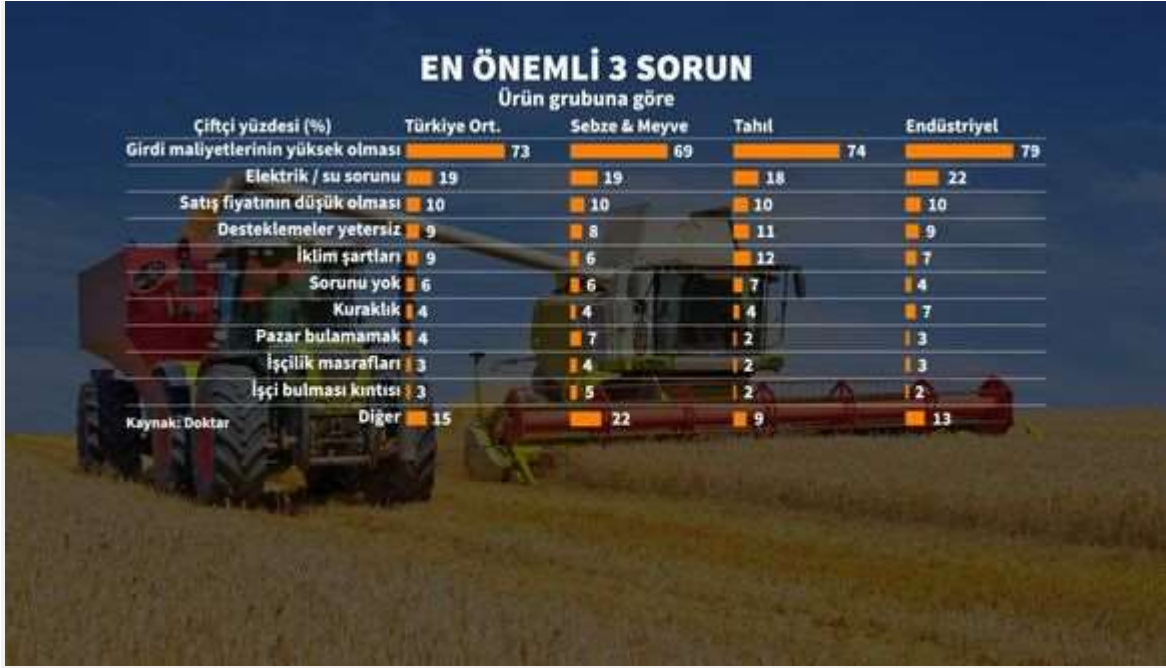 EN ÖNEMLİ 3 SORUN
Ürün grubuna göre
Çiftçi yüzdesi (%) Türkiye Ort. Sebze & Meyve Tahıl Endüstriyel
Girdi maliyetlerinin yüksek olması 73 69 74 79
Elektrik / su sorunu 19 19 18 22
Satış fiyatının düşük olması 10 10 10 10
Desteklemeler yetersiz 9 8 11 9
İklim şartları 9 6 12 7
Sorunu yok 6 6 7 4
Kuraklık 4 4 4 7
Pazar bulamamak 4 7 2 3
İşçilik masrafları 3 4 2 3
İşçi bulması kıntısı 3 5 2 2
Diğer 15 22 9 13
Kaynak: Doktar